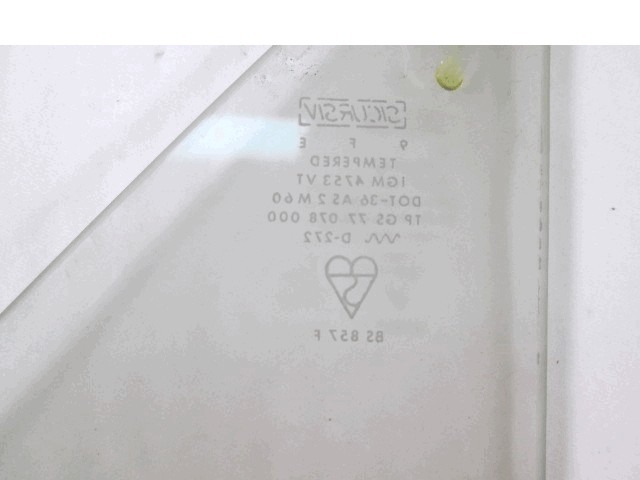 SICURSIV
9 F E
TEMPERED
IGM 4753 VT
DOT-36 AS 2 M60
TP GS 77 078 000
D-272
BS 857 F